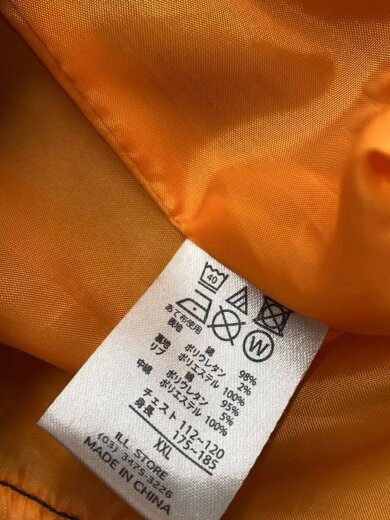 40
W
あて布使用
表地 綿 98%
ポリウレタン 2%
裏地 ポリエステル 100%
リブ 綿 95%
ポリウレタン 5%
中綿 ポリエステル 100%
チェスト 112~120
身長 175~185
XXL
ILL STORE
(03) 3475-3226
MADE IN CHINA